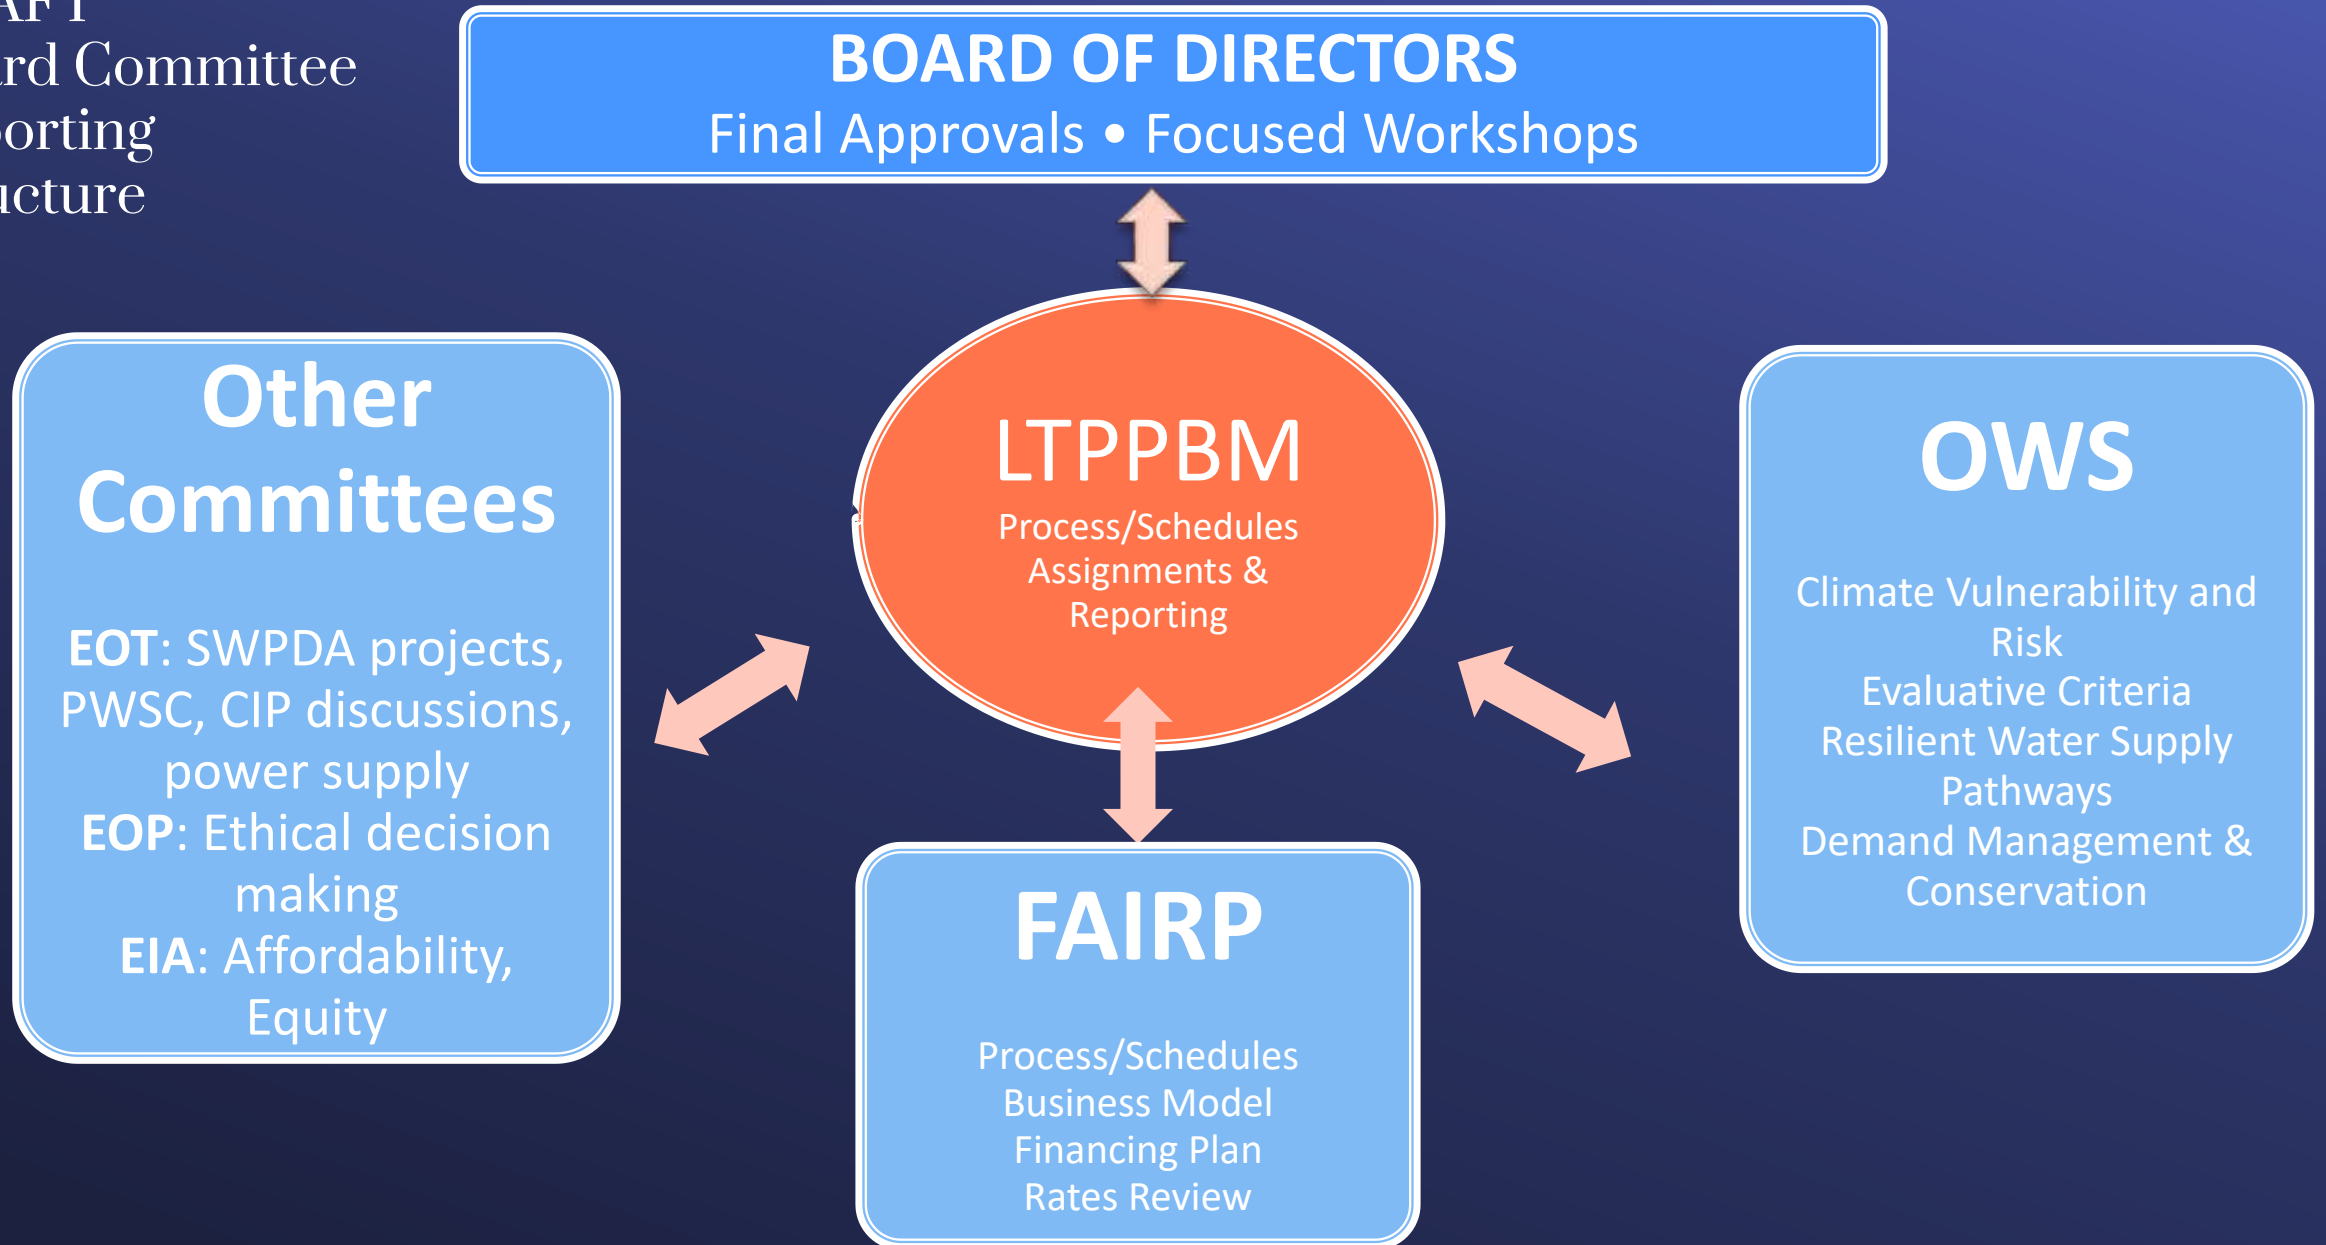 AFT
rd Committee
orting
ucture
BOARD OF DIRECTORS
Final Approvals • Focused Workshops
Other
Committees
EOT: SWPDA projects,
PWSC, CIP discussions,
power supply
EOP: Ethical decision
making
EIA: Affordability,
Equity
LTPPBM
Process/Schedules
Assignments &
Reporting
FAIRP
Process/Schedules
Business Model
Financing Plan
Rates Review
OWS
Climate Vulnerability and
Risk
Evaluative Criteria
Resilient Water Supply
Pathways
Demand Management &
Conservation